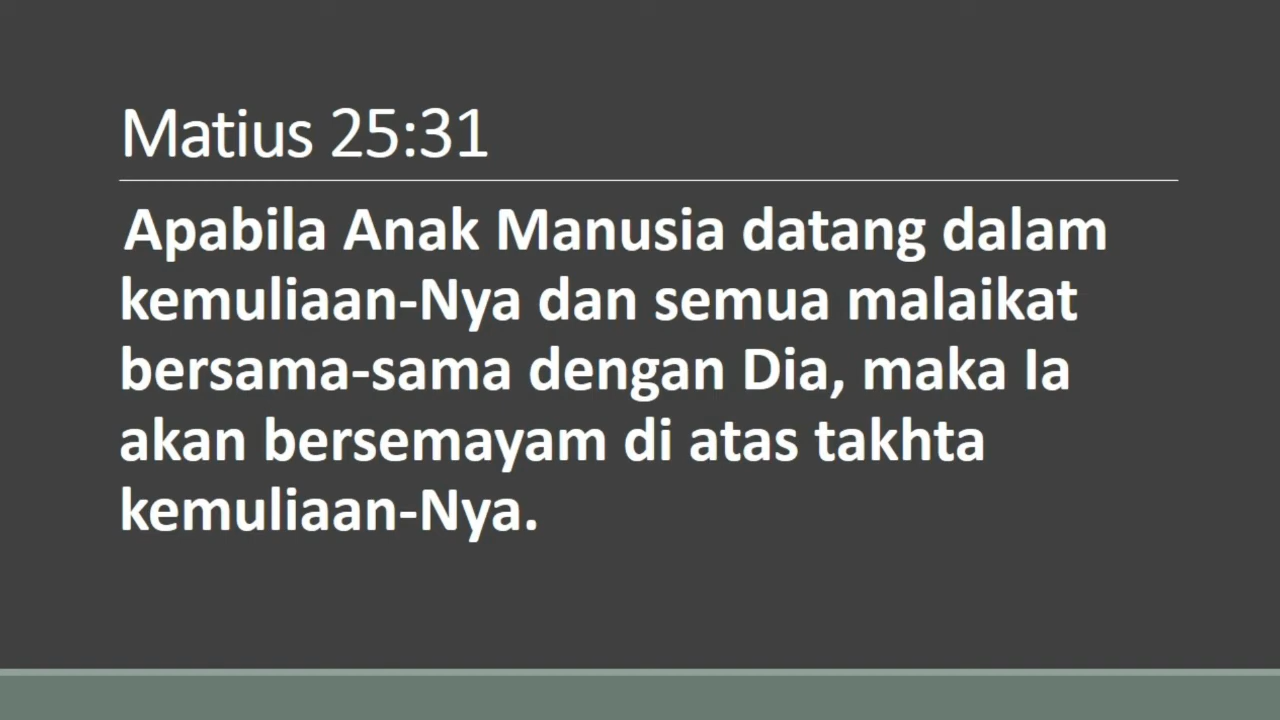 Matius 25:31
Apabila Anak Manusia datang dalam
kemuliaan-Nya dan semua malaikat
bersama-sama dengan Dia, maka Ia
akan bersemayam di atas takhta
kemuliaan-Nya.